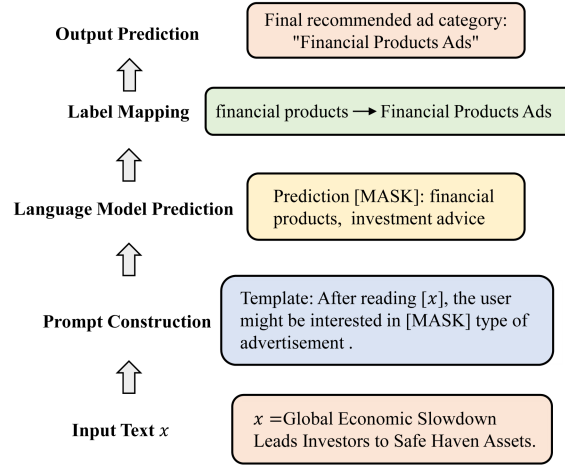 Output Prediction
Final recommended ad category:
"Financial Products Ads"
Label Mapping
financial products → Financial Products Ads
Language Model Prediction
Prediction [MASK]: financial
products, investment advice
Prompt Construction
Template: After reading [x], the user
might be interested in [MASK] type of
advertisement .
Input Text x
x =Global Economic Slowdown
Leads Investors to Safe Haven Assets.